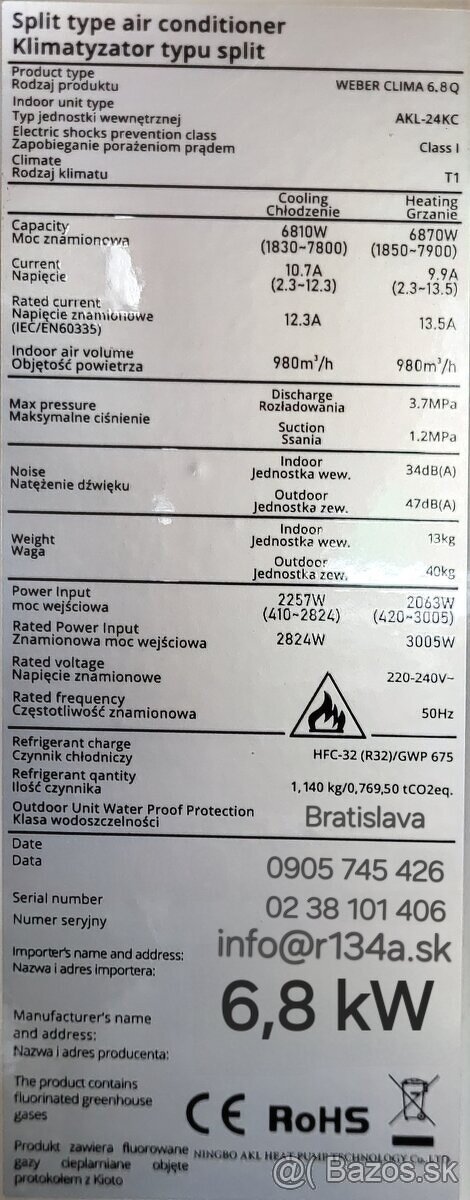 Split type air conditioner
Klimatyzator typu split
Product type
Rodzaj produktu WEBER CLIMA 6.8Q
Indoor unit type
Typ jednostki wewnętrznej AKL-24KC
Electric shocks prevention class
Zapobieganie porażeniom prądem Class I
Climate
Rodzaj klimatu T1
Cooling Heating
Chłodzenie Grzanie
Capacity 6810W 6870W
Moc znamionowa (1830~7800) (1850~7900)
Current 10.7A 9.9A
Napięcie (2.3~12.3) (2.3~13.5)
Rated current
Napięcie znamionowe 12.3A 13.5A
(IEC/EN60335)
Indoor air volume
Objętość powietrza 980m³/h 980m³/h
Discharge
Max pressure Rozładowania 3.7MPa
Maksymalne ciśnienie
Suction
Ssania 1.2MPa
Indoor
Noise Jednostka wew. 34dB(A)
Natężenie dźwięku
Outdoor
Jednostka zew. 47dB(A)
Indoor
Weight Jednostka wew. 13kg
Waga
Outdoor
Jednostka zew. 40kg
Power Input 2257W 2063W
moc wejściowa (410~2824) (420~3005)
Rated Power Input
Znamionowa moc wejściowa 2824W 3005W
Rated voltage
Napięcie znamionowe 220-240V~
Rated frequency
Częstotliwość znamionowa 50Hz
Refrigerant charge
Czynnik chłodniczy HFC-32 (R32)/GWP 675
Refrigerant qantity
Ilość czynnika 1,140 kg/0,769,50 tCO2eq.
Outdoor Unit Water Proof Protection
Klasa wodoszczelności Bratislava
Date
Data 0905 745 426
Serial number
Numer seryjny 02 38 101 406
Importer's name and address: info@r134a.sk
Nazwa i adres importera:
6,8 kW
Manufacturer's name
and address:
Nazwa i adres producenta:
The product contains
fluorinated greenhouse
gases
CE RoHS
Produkt zawiera fluorowane NINGBO AKL HEAT PUMP TECHNOLOGY Co., LTD
gazy cieplarniane objęte
protokołem z Kioto
@( Bazos.sk